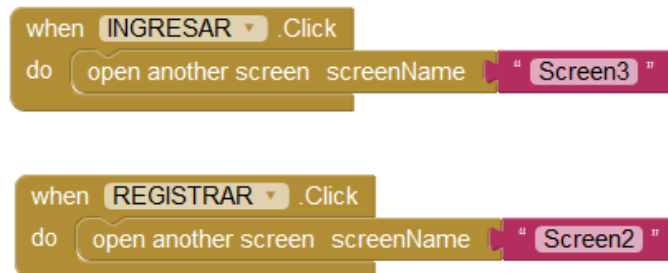 when INGRESAR .Click
do open another screen screenName " Screen3 "
when REGISTRAR .Click
do open another screen screenName " Screen2 "